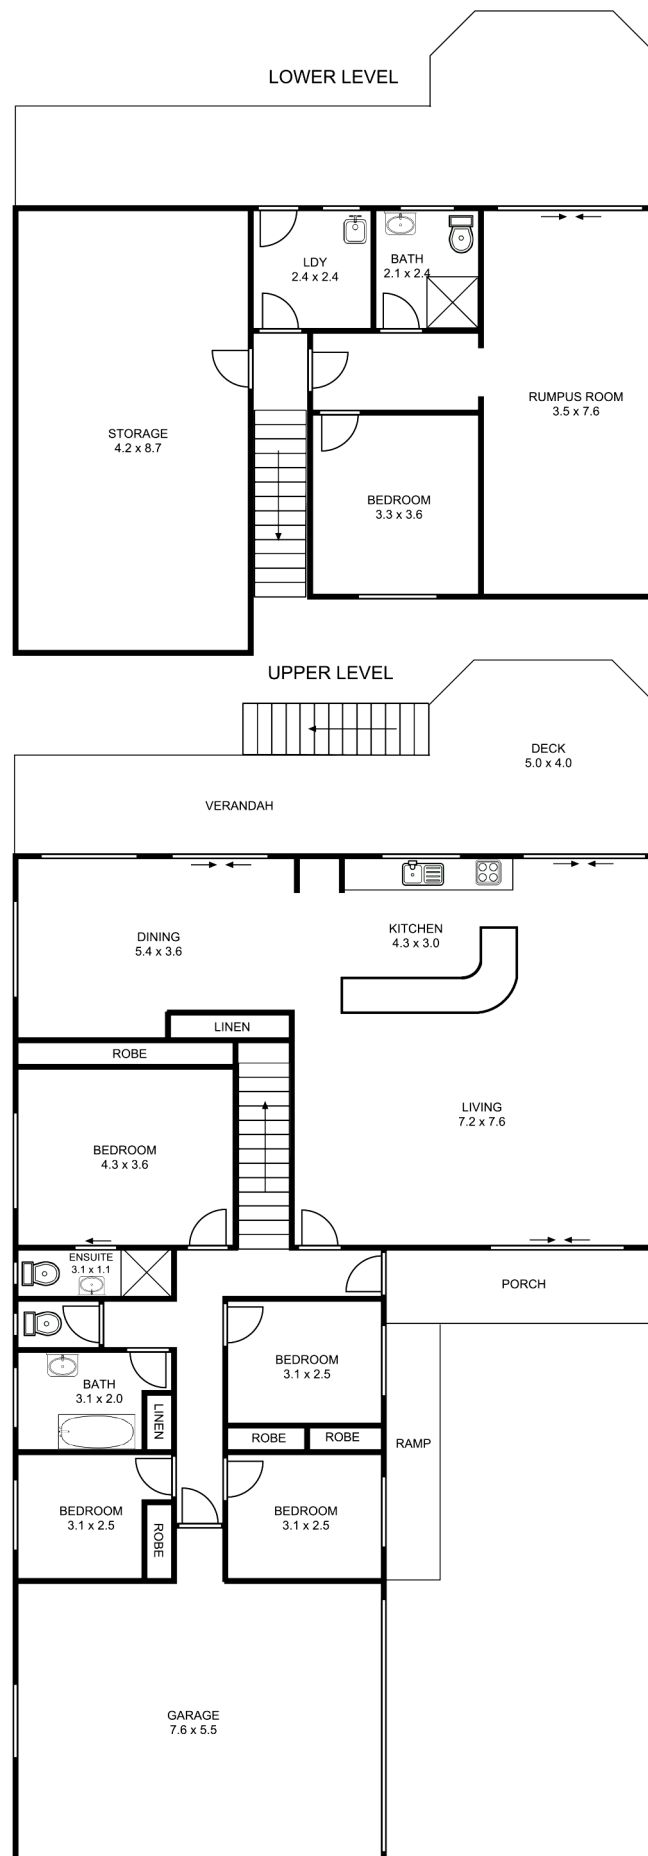 LOWER LEVEL
LDY
2.4 x 2.4
BATH
2.1 x 2.4
RUMPUS ROOM
3.5 x 7.6
STORAGE
4.2 x 8.7
BEDROOM
3.3 x 3.6
UPPER LEVEL
DECK
5.0 x 4.0
VERANDAH
KITCHEN
4.3 x 3.0
DINING
5.4 x 3.6
LINEN
ROBE
LIVING
7.2 x 7.6
BEDROOM
4.3 x 3.6
ENSUITE
3.1 x 1.1
PORCH
BEDROOM
3.1 x 2.5
BATH
3.1 x 2.0
LINEN
ROBE
ROBE
RAMP
BEDROOM
3.1 x 2.5
ROBE
BEDROOM
3.1 x 2.5
GARAGE
7.6 x 5.5